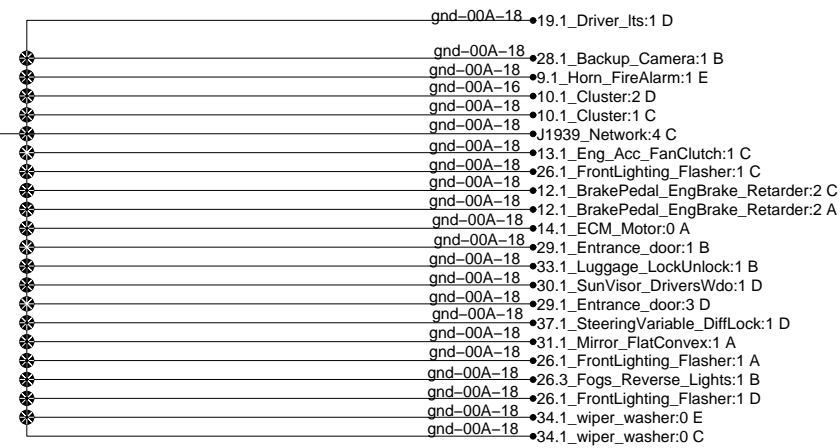 gnd−00A−18 19.1_Driver_lts:1 D
gnd−00A−18 28.1_Backup_Camera:1 B
gnd−00A−18 9.1_Horn_FireAlarm:1 E
gnd−00A−16 10.1_Cluster:2 D
gnd−00A−18 10.1_Cluster:1 C
gnd−00A−18 J1939_Network:4 C
gnd−00A−18 13.1_Eng_Acc_FanClutch:1 C
gnd−00A−18 26.1_FrontLighting_Flasher:1 C
gnd−00A−18 12.1_BrakePedal_EngBrake_Retarder:2 C
gnd−00A−18 12.1_BrakePedal_EngBrake_Retarder:2 A
gnd−00A−18 14.1_ECM_Motor:0 A
gnd−00A−18 29.1_Entrance_door:1 B
gnd−00A−18 33.1_Luggage_LockUnlock:1 B
gnd−00A−18 30.1_SunVisor_DriversWdo:1 D
gnd−00A−18 29.1_Entrance_door:3 D
gnd−00A−18 37.1_SteeringVariable_DiffLock:1 D
gnd−00A−18 31.1_Mirror_FlatConvex:1 A
gnd−00A−18 26.1_FrontLighting_Flasher:1 A
gnd−00A−18 26.3_Fogs_Reverse_Lights:1 B
gnd−00A−18 26.1_FrontLighting_Flasher:1 D
gnd−00A−18 34.1_wiper_washer:0 E
gnd−00A−18 34.1_wiper_washer:0 C